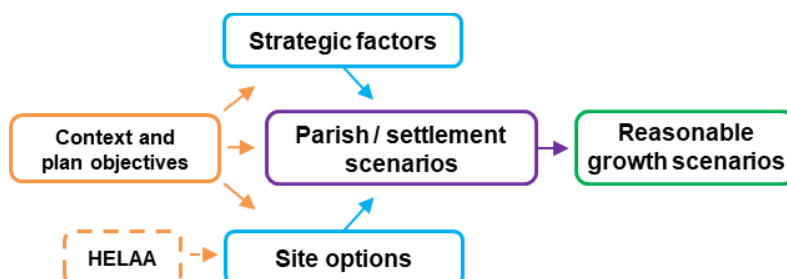 Strategic factors
Context and
plan objectives
Parish / settlement
scenarios
Reasonable
growth scenarios
HELAA
Site options